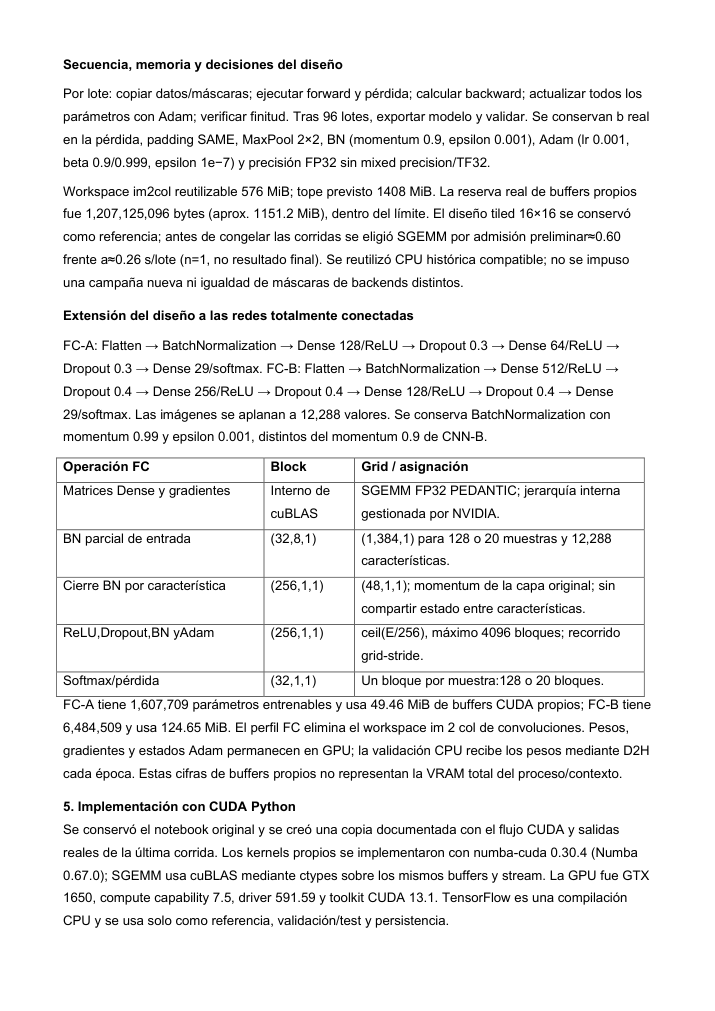 Secuencia, memoria y decisiones del diseño
Por lote: copiar datos/máscaras; ejecutar forward y pérdida; calcular backward; actualizar todos los
parámetros con Adam; verificar finitud. Tras 96 lotes, exportar modelo y validar. Se conservan b real
en la pérdida, padding SAME, MaxPool 2×2, BN (momentum 0.9, epsilon 0.001), Adam (lr 0.001,
beta 0.9/0.999, epsilon 1e−7) y precisión FP32 sin mixed precision/TF32.
Workspace im2col reutilizable 576 MiB; tope previsto 1408 MiB. La reserva real de buffers propios
fue 1,207,125,096 bytes (aprox. 1151.2 MiB), dentro del límite. El diseño tiled 16×16 se conservó
como referencia; antes de congelar las corridas se eligió SGEMM por admisión preliminar≈0.60
frente a≈0.26 s/lote (n=1, no resultado final). Se reutilizó CPU histórica compatible; no se impuso
una campaña nueva ni igualdad de máscaras de backends distintos.
Extensión del diseño a las redes totalmente conectadas
FC-A: Flatten → BatchNormalization → Dense 128/ReLU → Dropout 0.3 → Dense 64/ReLU →
Dropout 0.3 → Dense 29/softmax. FC-B: Flatten → BatchNormalization → Dense 512/ReLU →
Dropout 0.4 → Dense 256/ReLU → Dropout 0.4 → Dense 128/ReLU → Dropout 0.4 → Dense
29/softmax. Las imágenes se aplanan a 12,288 valores. Se conserva BatchNormalization con
momentum 0.99 y epsilon 0.001, distintos del momentum 0.9 de CNN-B.
Operación FC Block Grid / asignación
Matrices Dense y gradientes Interno de SGEMM FP32 PEDANTIC; jerarquía interna
cuBLAS gestionada por NVIDIA.
BN parcial de entrada (32,8,1) (1,384,1) para 128 o 20 muestras y 12,288
características.
Cierre BN por característica (256,1,1) (48,1,1); momentum de la capa original; sin
compartir estado entre características.
ReLU,Dropout,BN yAdam (256,1,1) ceil(E/256), máximo 4096 bloques; recorrido
grid-stride.
Softmax/pérdida (32,1,1) Un bloque por muestra:128 o 20 bloques.
FC-A tiene 1,607,709 parámetros entrenables y usa 49.46 MiB de buffers CUDA propios; FC-B tiene
6,484,509 y usa 124.65 MiB. El perfil FC elimina el workspace im 2 col de convoluciones. Pesos,
gradientes y estados Adam permanecen en GPU; la validación CPU recibe los pesos mediante D2H
cada época. Estas cifras de buffers propios no representan la VRAM total del proceso/contexto.
5. Implementación con CUDA Python
Se conservó el notebook original y se creó una copia documentada con el flujo CUDA y salidas
reales de la última corrida. Los kernels propios se implementaron con numba-cuda 0.30.4 (Numba
0.67.0); SGEMM usa cuBLAS mediante ctypes sobre los mismos buffers y stream. La GPU fue GTX
1650, compute capability 7.5, driver 591.59 y toolkit CUDA 13.1. TensorFlow es una compilación
CPU y se usa solo como referencia, validación/test y persistencia.